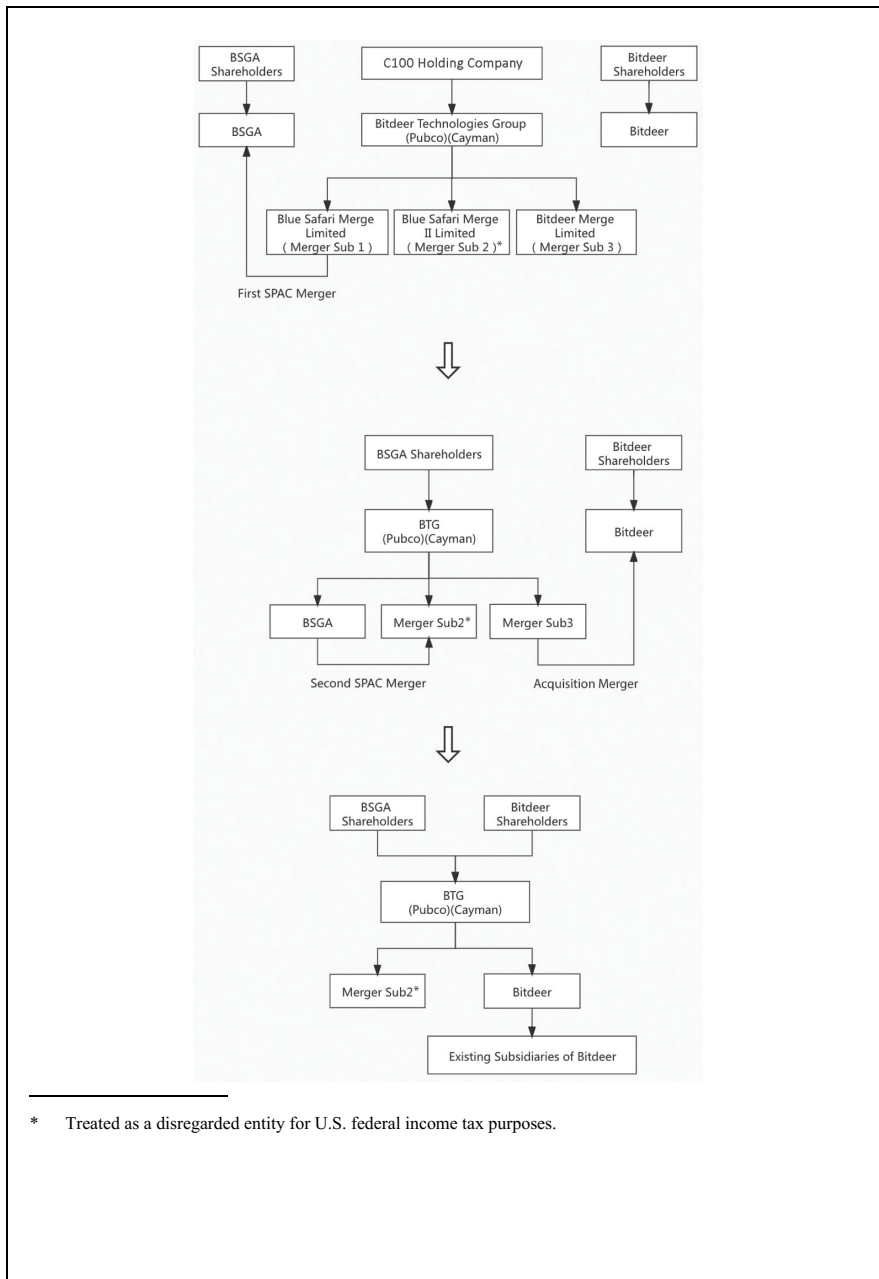 BSGA
Shareholders
C100 Holding Company
Bitdeer
Shareholders
BSGA
Bitdeer Technologies Group
(Pubco)(Cayman)
Bitdeer
Blue Safari Merge
Limited
( Merger Sub 1 )
Blue Safari Merge
II Limited
( Merger Sub 2 )*
Bitdeer Merge
Limited
( Merger Sub 3 )
First SPAC Merger
BSGA Shareholders
Bitdeer
Shareholders
BTG
(Pubco)(Cayman)
Bitdeer
BSGA
Merger Sub2*
Merger Sub3
Second SPAC Merger
Acquisition Merger
BSGA
Shareholders
Bitdeer
Shareholders
BTG
(Pubco)(Cayman)
Merger Sub2*
Bitdeer
Existing Subsidiaries of Bitdeer
* Treated as a disregarded entity for U.S. federal income tax purposes.